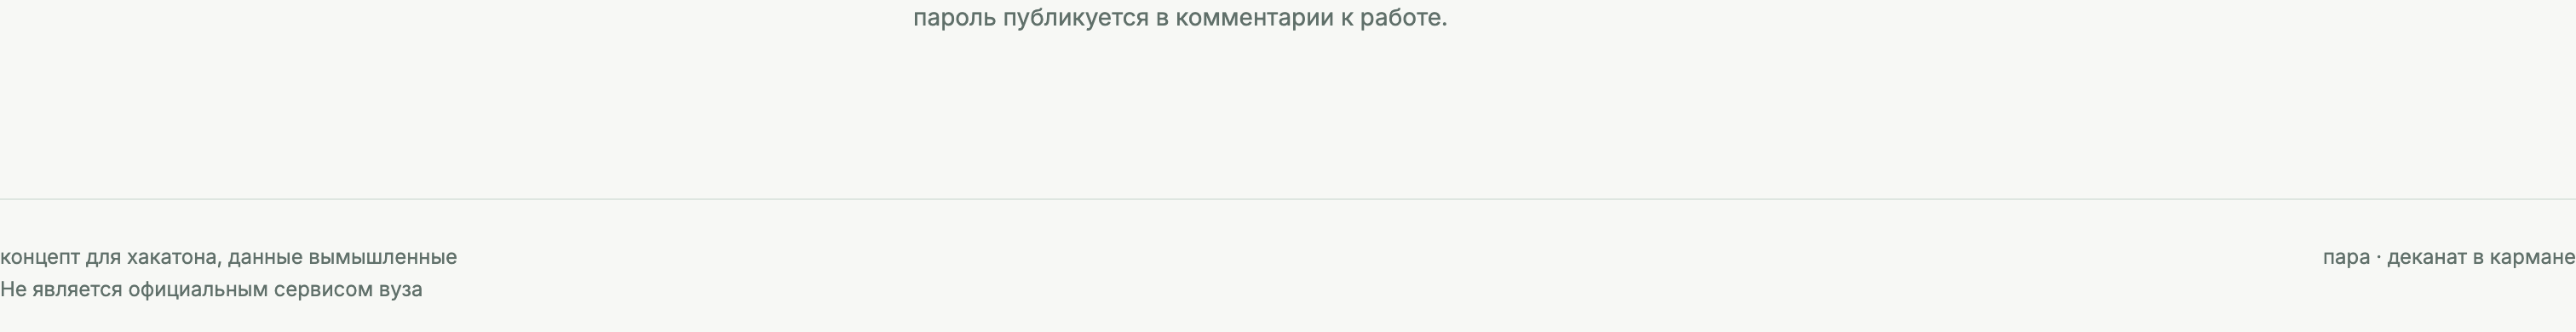 пароль публикуется в комментарии к работе.
концепт для хакатона, данные вымышленные
Не является официальным сервисом вуза
пара · деканат в кармане